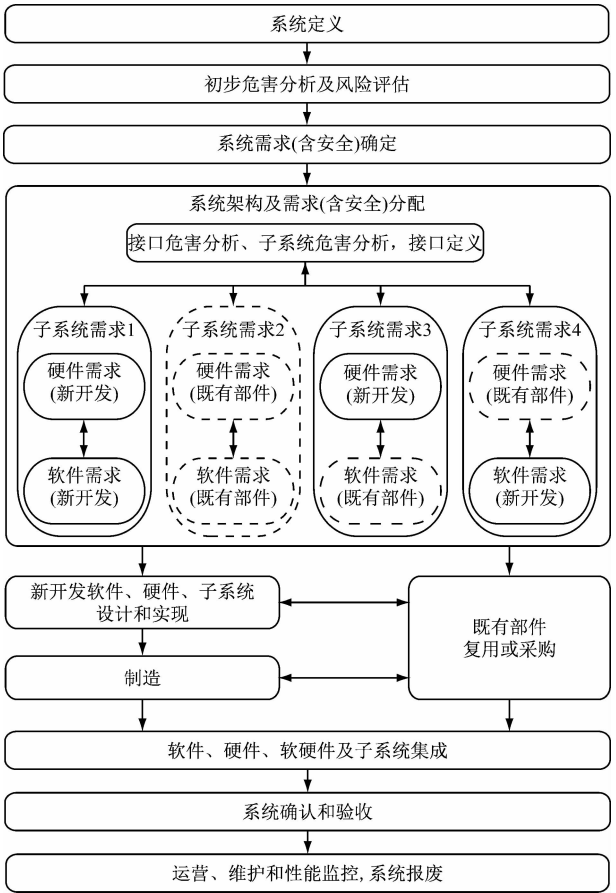 系统定义
初步危害分析及风险评估
系统需求(含安全)确定
系统架构及需求(含安全)分配
接口危害分析、子系统危害分析，接口定义
子系统需求1
硬件需求
(新开发)
软件需求
(新开发)
子系统需求2
硬件需求
(既有部件)
软件需求
(既有部件)
子系统需求3
硬件需求
(新开发)
软件需求
(既有部件)
子系统需求4
硬件需求
(既有部件)
软件需求
(新开发)
新开发软件、硬件、子系统
设计和实现
制造
既有部件
复用或采购
软件、硬件、软硬件及子系统集成
系统确认和验收
运营、维护和性能监控,系统报废